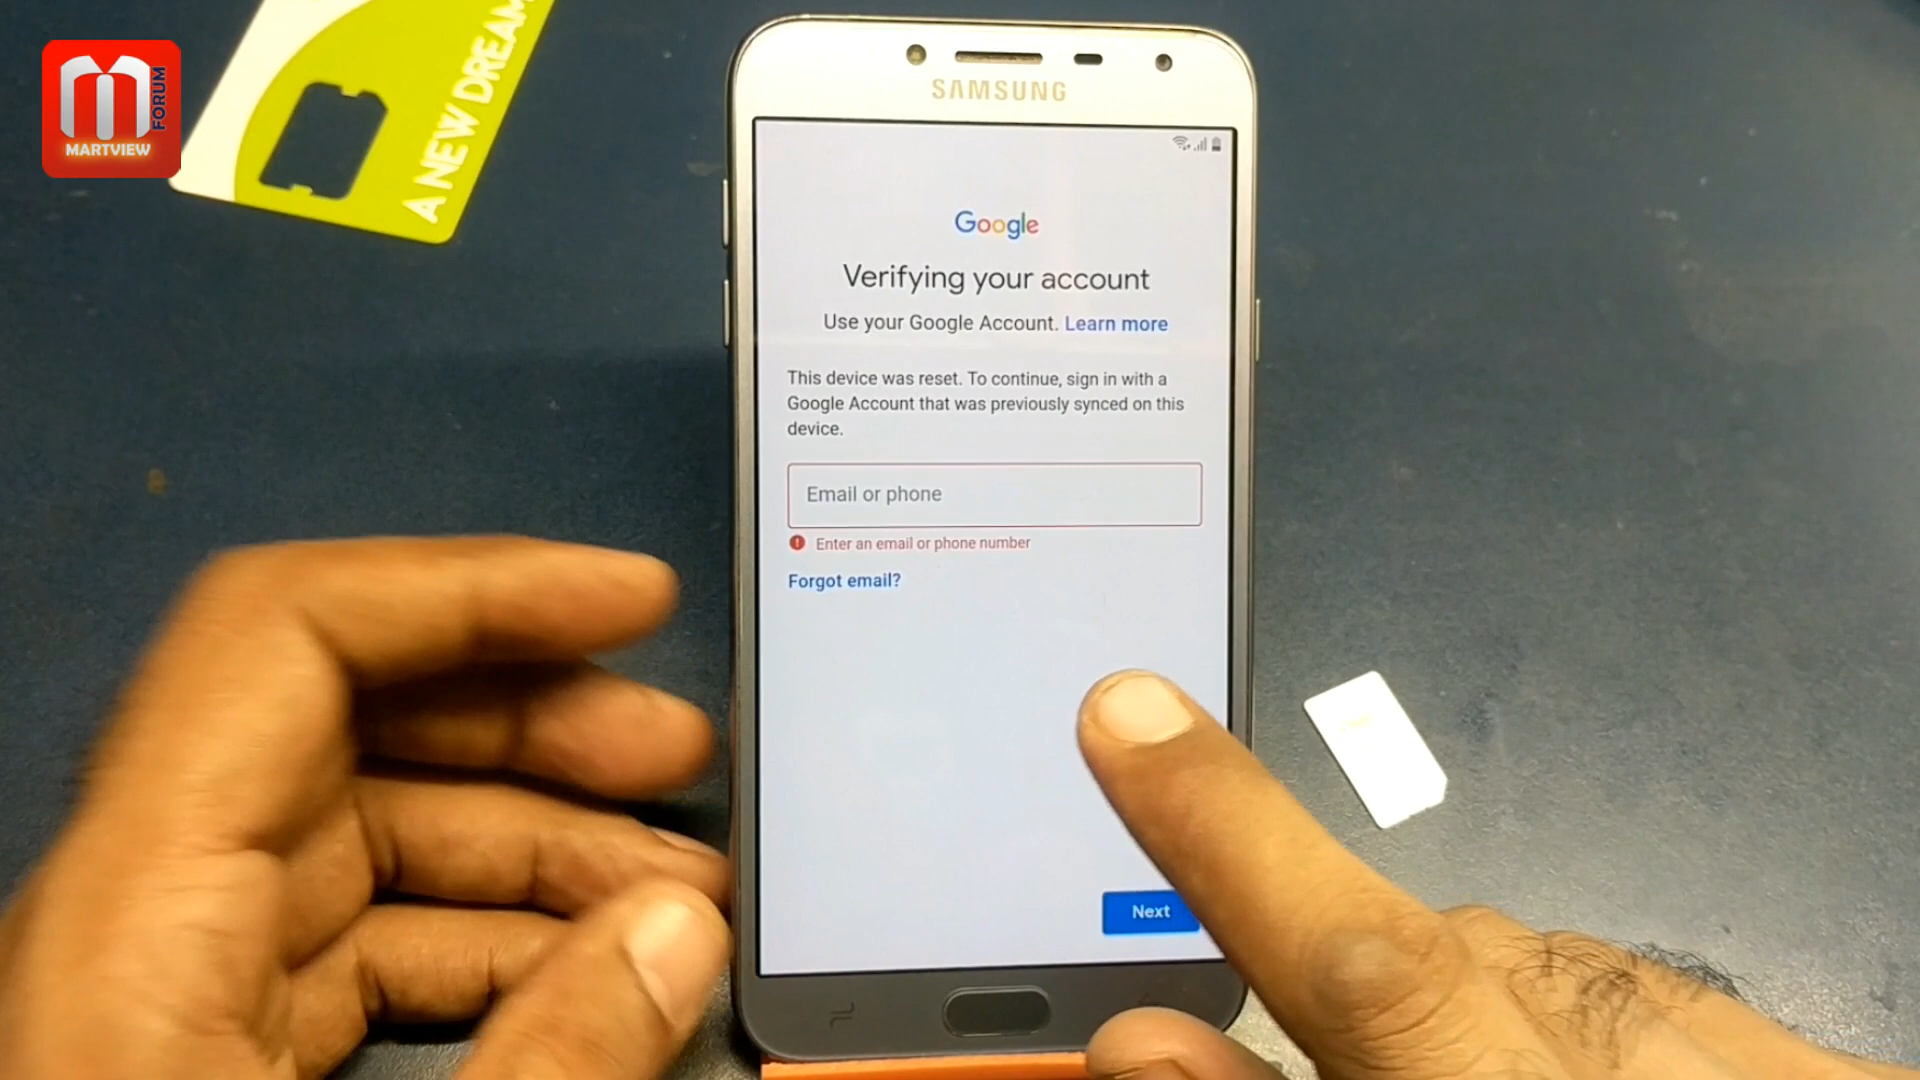 FORUM
MARTVIEW
A NEW DREAM
SAMSUNG
Google
Verifying your account
Use your Google Account. Learn more
This device was reset. To continue, sign in with a
Google Account that was previously synced on this
device.
Email or phone
Enter an email or phone number
Forgot email?
Next